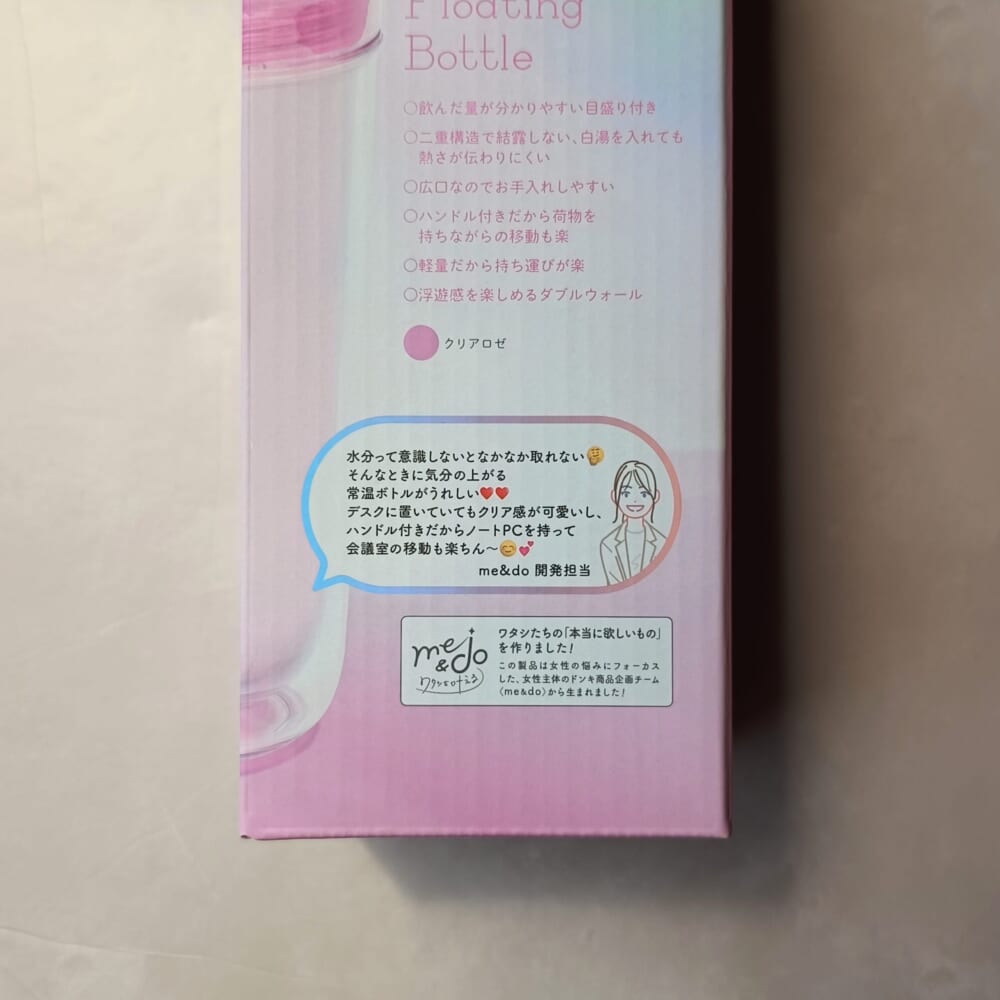 Floating
Bottle
○飲んだ量が分かりやすい目盛り付き
○二重構造で結露しない、白湯を入れても
熱さが伝わりにくい
○広口なのでお手入れしやすい
○ハンドル付きだから荷物を
持ちながらの移動も楽
○軽量だから持ち運びが楽
○浮遊感を楽しめるダブルウォール
クリアロゼ
水分って意識しないとなかなか取れない
そんなときに気分の上がる
常温ボトルがうれしい♥♥
デスクに置いていてもクリア感が可愛いし、
ハンドル付きだからノートPCを持って
会議室の移動も楽ちん～😊💕
me&do 開発担当
me&do
ワタシを叶える
ワタシたちの「本当に欲しいもの」
を作りました!
この製品は女性の悩みにフォーカス
した、女性主体のドンキ商品企画チーム
〈me&do〉から生まれました!